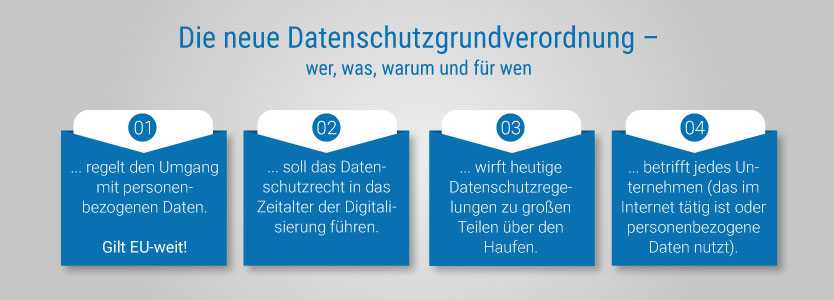 Die neue Datenschutzgrundverordnung –
wer, was, warum und für wen
01
... regelt den Umgang
mit personen-
bezogenen Daten.
Gilt EU-weit!
02
... soll das Daten-
schutzrecht in das
Zeitalter der Digitali-
sierung führen.
03
... wirft heutige
Datenschutzrege-
lungen zu großen
Teilen über den
Haufen.
04
... betrifft jedes Un-
ternehmen (das im
Internet tätig ist oder
personenbezogene
Daten nutzt).